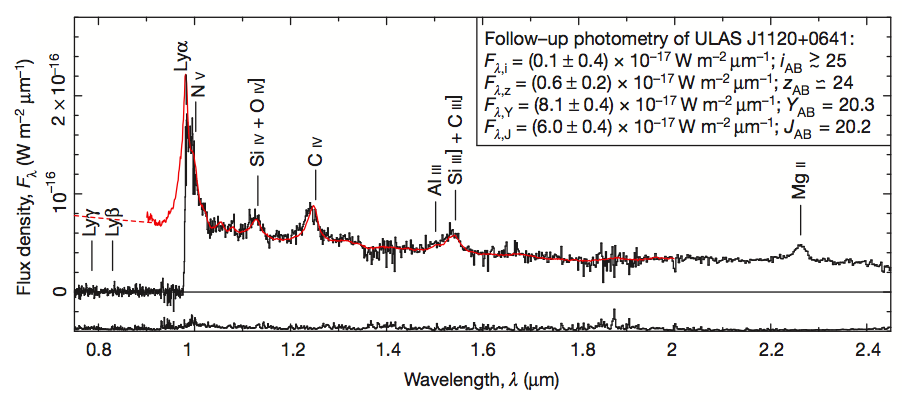 Follow–up photometry of ULAS J1120+0641:
Fλ,i = (0.1 ± 0.4) × 10⁻¹⁷ W m⁻² μm⁻¹; iAB ≳ 25
Fλ,z = (0.6 ± 0.2) × 10⁻¹⁷ W m⁻² μm⁻¹; zAB ≃ 24
Fλ,Y = (8.1 ± 0.4) × 10⁻¹⁷ W m⁻² μm⁻¹; YAB = 20.3
Fλ,J = (6.0 ± 0.4) × 10⁻¹⁷ W m⁻² μm⁻¹; JAB = 20.2
Flux density, Fλ (W m⁻² μm⁻¹)
2 × 10⁻¹⁶
10⁻¹⁶
0
Lyγ
Lyβ
Lyα
N V
Si IV + O IV]
C IV
Al III
Si III] + C III]
Mg II
0.8 1.0 1.2 1.4 1.6 1.8 2 2.2 2.4
Wavelength, λ (μm)